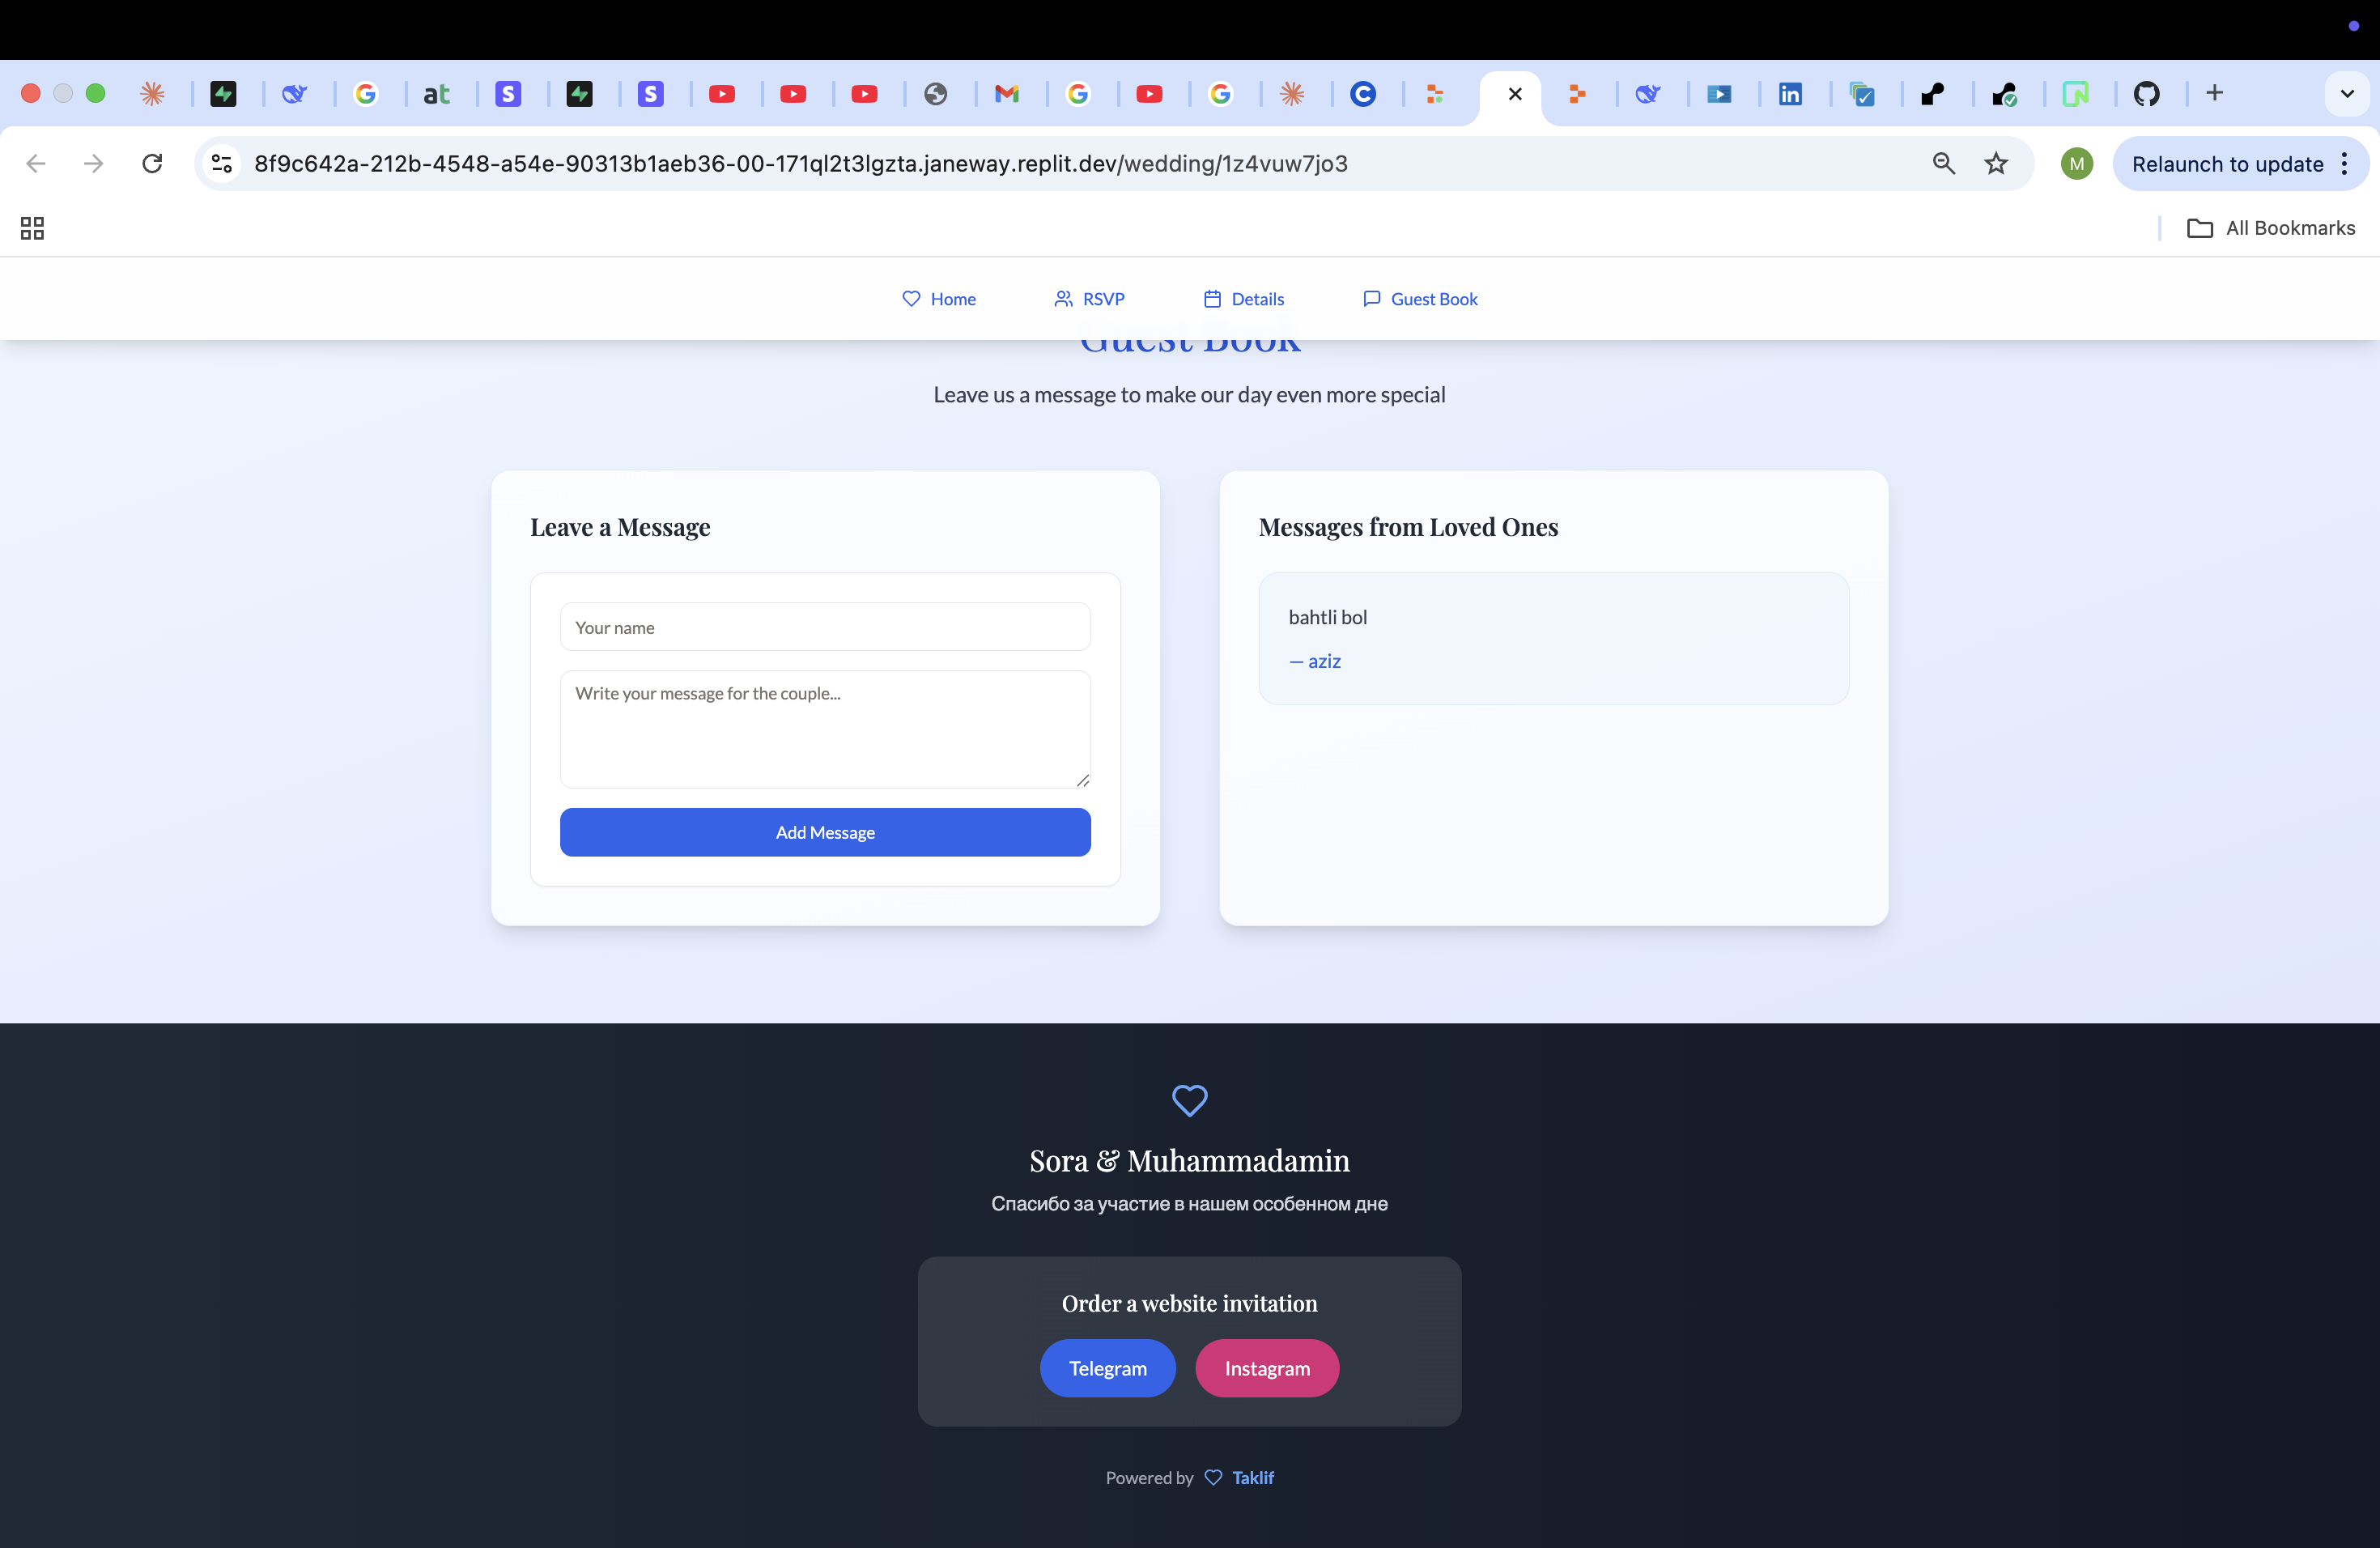 8f9c642a-212b-4548-a54e-90313b1aeb36-00-171ql2t3lgzta.janeway.replit.dev/wedding/1z4vuw7jo3
M
Relaunch to update
All Bookmarks
Home
RSVP
Details
Guest Book
Guest Book
Leave us a message to make our day even more special
Leave a Message
Your name
Write your message for the couple...
Add Message
Messages from Loved Ones
bahtli bol
— aziz
Sora & Muhammadamin
Спасибо за участие в нашем особенном дне
Order a website invitation
Telegram
Instagram
Powered by Taklif